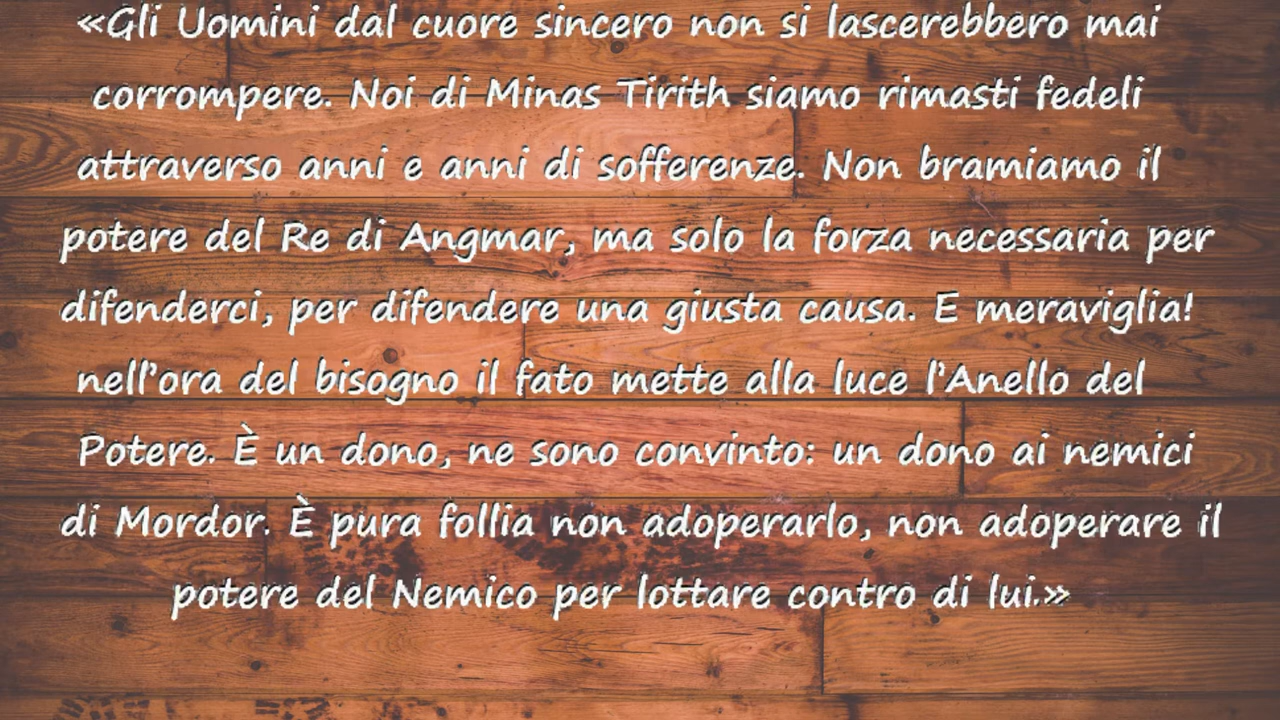 «Gli Uomini dal cuore sincero non si lascerebbero mai
corrompere. Noi di Minas Tirith siamo rimasti fedeli
attraverso anni e anni di sofferenze. Non bramiamo il
potere del Re di Angmar, ma solo la forza necessaria per
difenderci, per difendere una giusta causa. E meraviglia!
nell’ora del bisogno il fato mette alla luce l’Anello del
Potere. È un dono, ne sono convinto: un dono ai nemici
di Mordor. È pura follia non adoperarlo, non adoperare il
potere del Nemico per lottare contro di lui.»